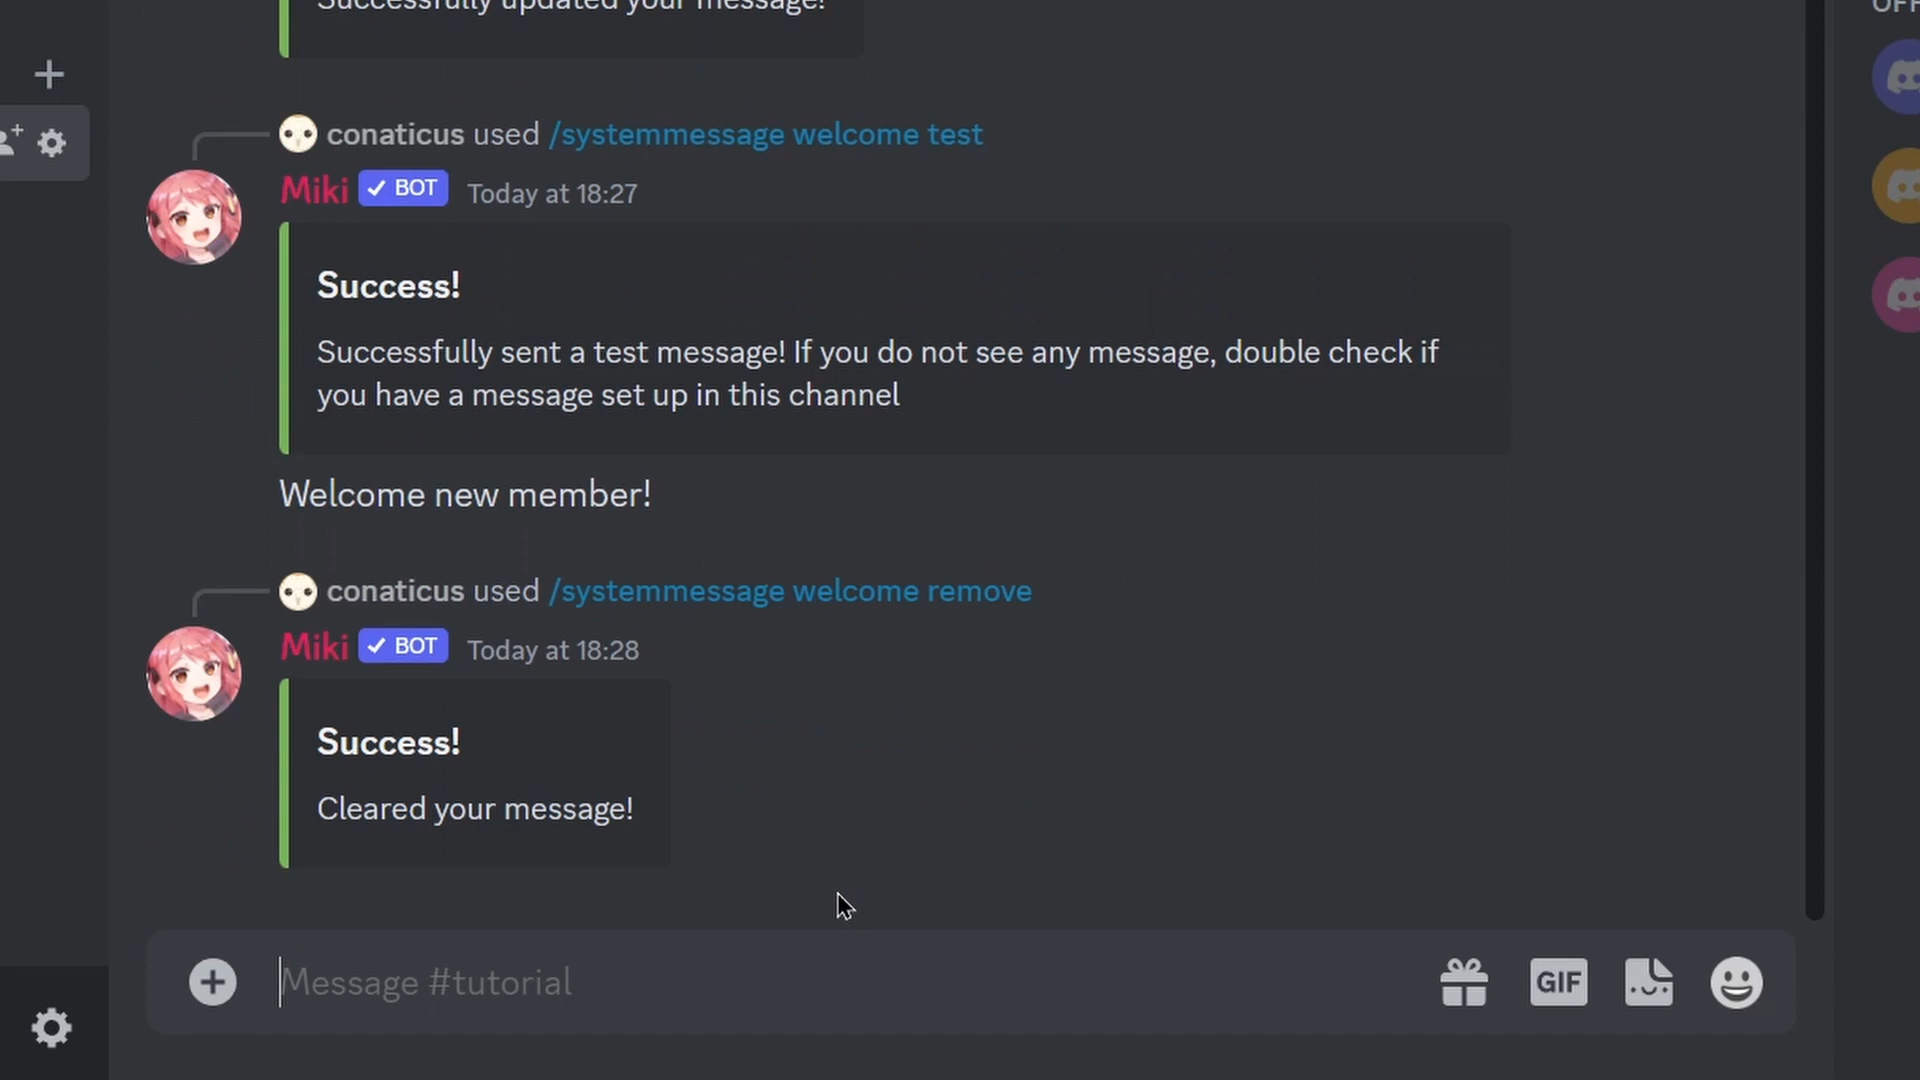 Successfully updated your message!
OFF
conaticus used /systemmessage welcome test
Miki BOT Today at 18:27
Success!
Successfully sent a test message! If you do not see any message, double check if
you have a message set up in this channel
Welcome new member!
conaticus used /systemmessage welcome remove
Miki BOT Today at 18:28
Success!
Cleared your message!
Message #tutorial
GIF